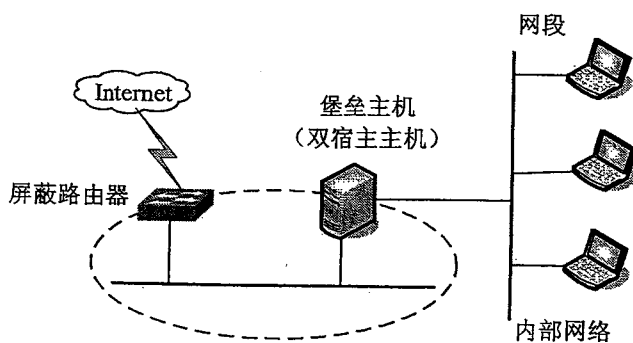 网段
Internet
堡垒主机
（双宿主主机）
屏蔽路由器
内部网络